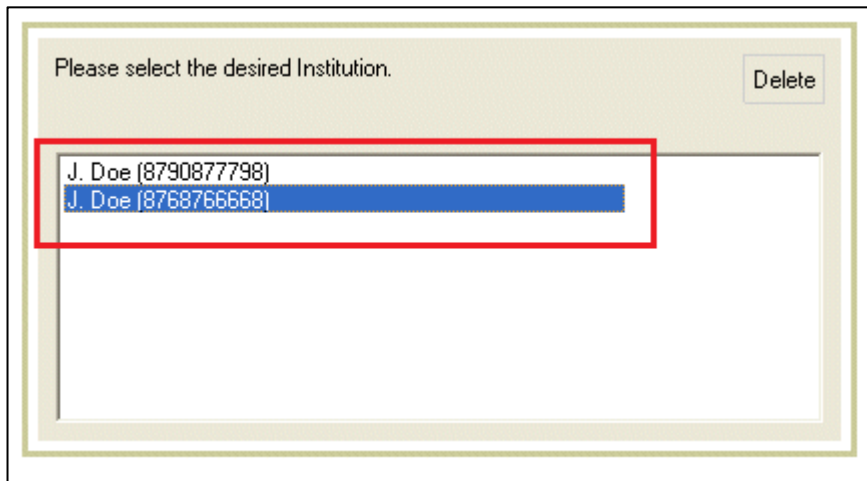 Please select the desired Institution.
Delete
J. Doe (8790877798)
J. Doe (8768766668)